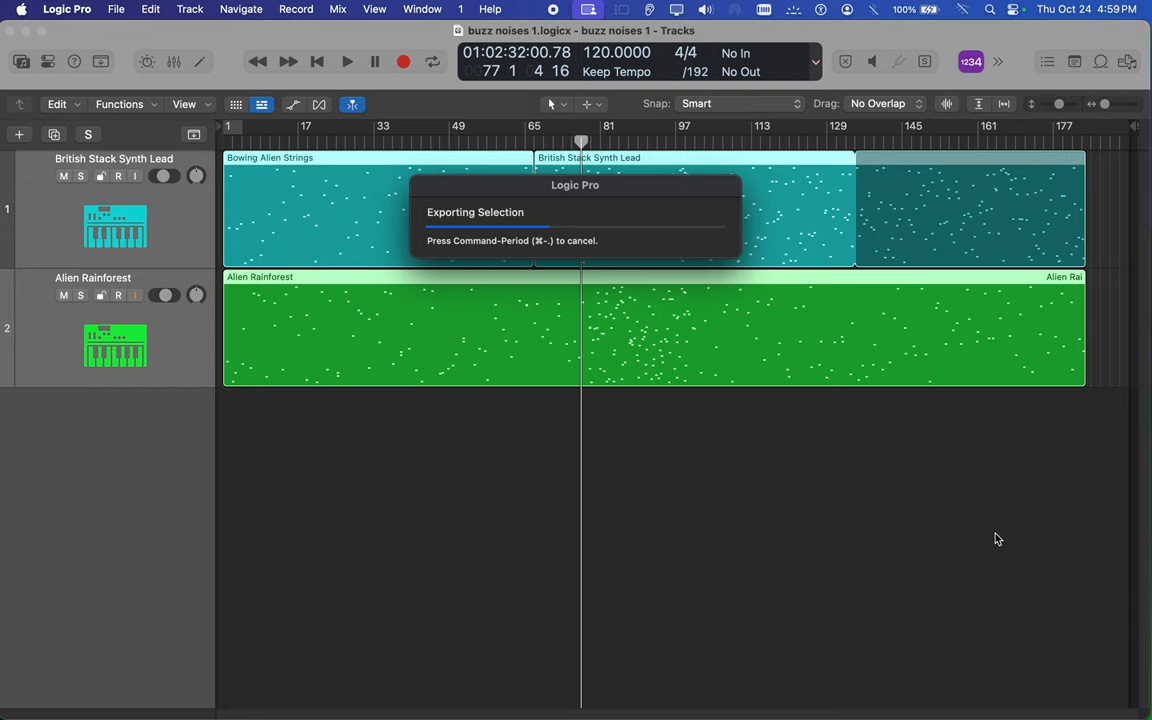 Logic Pro File Edit Track Navigate Record Mix View Window 1 Help 100% Thu Oct 24 4:59 PM
buzz noises 1.logicx - buzz noises 1 - Tracks
01:02:32:00.78 120.0000 4/4 No In
0077 1 04 16 Keep Tempo /192 No Out
1234
Edit Functions View Snap: Smart Drag: No Overlap
S
1 17 33 49 65 81 97 113 129 145 161 177
British Stack Synth Lead
M S R I
1
Bowing Alien Strings
British Stack Synth Lead
Logic Pro
Exporting Selection
Press Command-Period (⌘-.) to cancel.
Alien Rainforest
M S R I
2
Alien Rainforest
Alien Rai